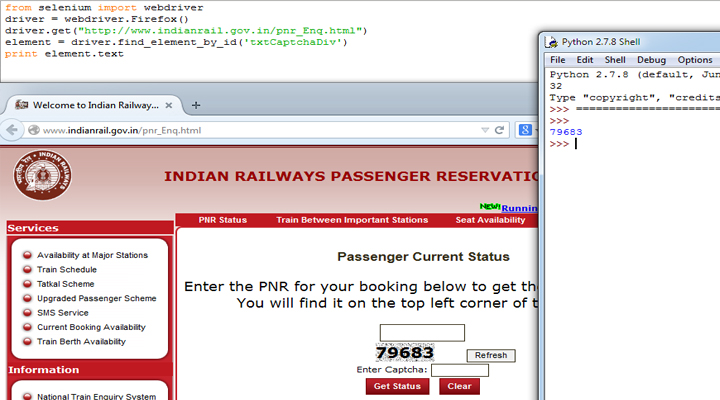 from selenium import webdriver
driver = webdriver.Firefox()
driver.get("http://www.indianrail.gov.in/pnr_Enq.html")
element = driver.find_element_by_id('txtCaptchaDiv')
print element.text
Python 2.7.8 Shell
File Edit Shell Debug Options
Python 2.7.8 (default, Jun
32
Type "copyright", "credits
>>> ========================
>>>
79683
>>>
Welcome to Indian Railway... × +
www.indianrail.gov.in/pnr_Enq.html
INDIAN RAILWAYS PASSENGER RESERVATIO
NEW! Runnin
PNR Status Train Between Important Stations Seat Availability
Services
Availability at Major Stations
Train Schedule
Tatkal Scheme
Upgraded Passenger Scheme
SMS Service
Current Booking Availability
Train Berth Availability
Information
National Train Enquiry System
Passenger Current Status
Enter the PNR for your booking below to get the
You will find it on the top left corner of t
79683 Refresh
Enter Captcha:
Get Status Clear